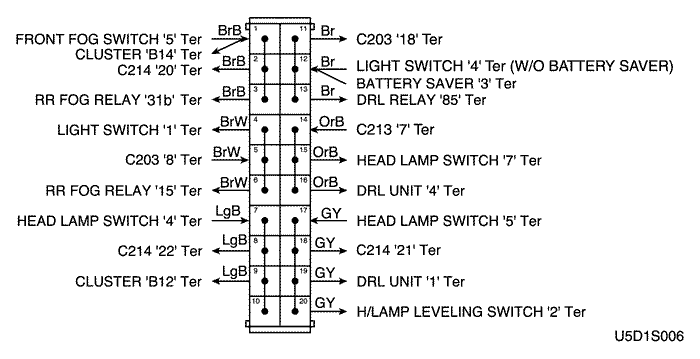 FRONT FOG SWITCH '5' Ter BrB 1 11 Br C203 '18' Ter
CLUSTER 'B14' Ter
C214 '20' Ter BrB 2 12 Br LIGHT SWITCH '4' Ter (W/O BATTERY SAVER)
BATTERY SAVER '3' Ter
RR FOG RELAY '31b' Ter BrB 3 13 Br DRL RELAY '85' Ter
LIGHT SWITCH '1' Ter BrW 4 14 OrB C213 '7' Ter
C203 '8' Ter BrW 5 15 OrB HEAD LAMP SWITCH '7' Ter
RR FOG RELAY '15' Ter BrW 6 16 OrB DRL UNIT '4' Ter
HEAD LAMP SWITCH '4' Ter LgB 7 17 GY HEAD LAMP SWITCH '5' Ter
C214 '22' Ter LgB 8 18 GY C214 '21' Ter
CLUSTER 'B12' Ter LgB 9 19 GY DRL UNIT '1' Ter
10 20 GY H/LAMP LEVELING SWITCH '2' Ter
U5D1S006